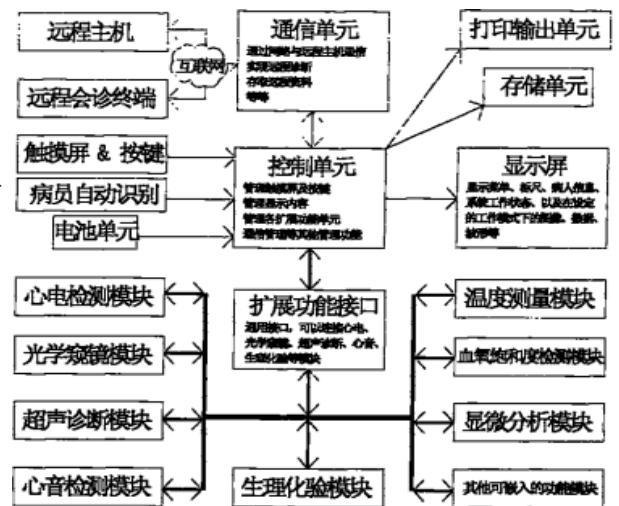 远程主机
互联网
远程会诊终端
通信单元
通过网络与远程主机通信
实现远程诊断
存取远程资料
等等
打印输出单元
存储单元
触摸屏 & 按键
病员自动识别
电池单元
控制单元
管理触摸屏及按键
管理显示内容
管理各扩展功能单元
通信管理等其他管理功能
显示屏
显示菜单、标尺、病人信息、
系统工作状态、以及在设定
的工作模式下的图像、数据、
波形等
心电检测模块
光学窥镜模块
超声诊断模块
心音检测模块
扩展功能接口
通用接口,可以连接心电、
光学窥镜、超声诊断、心音、
生理化验等模块
生理化验模块
温度测量模块
血氧饱和度检测模块
显微分析模块
其他可嵌入的功能模块